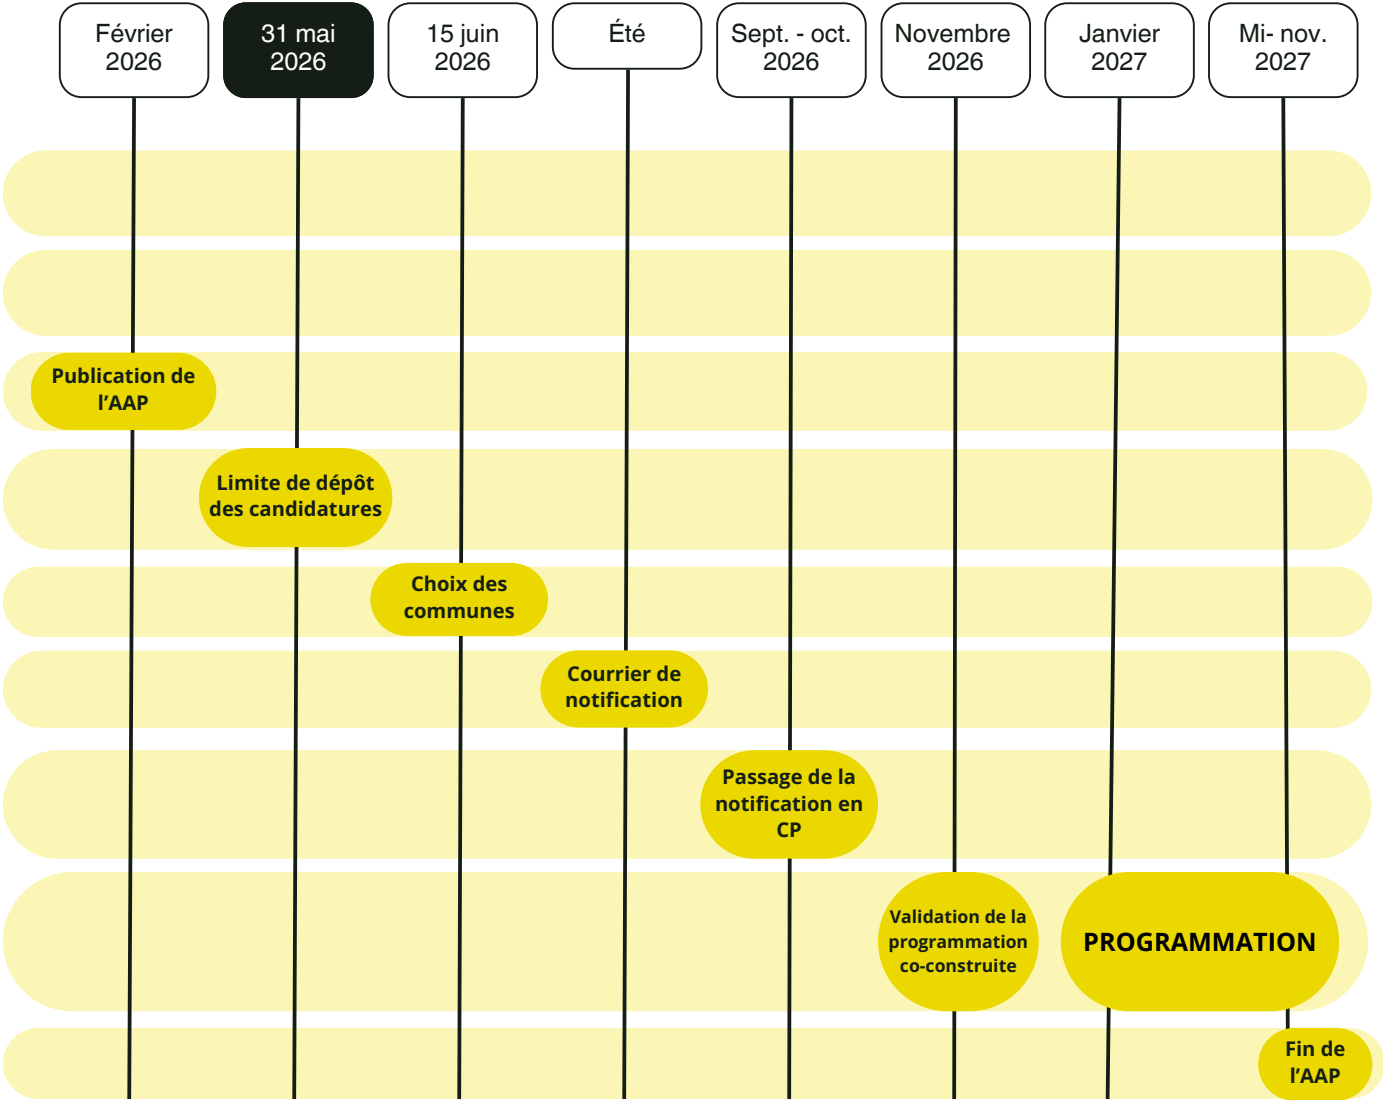 Février
2026
31 mai
2026
15 juin
2026
Été
Sept. - oct.
2026
Novembre
2026
Janvier
2027
Mi- nov.
2027
Publication de
l'AAP
Limite de dépôt
des candidatures
Choix des
communes
Courrier de
notification
Passage de la
notification en
CP
Validation de la
programmation
co-construite
PROGRAMMATION
Fin de
l'AAP